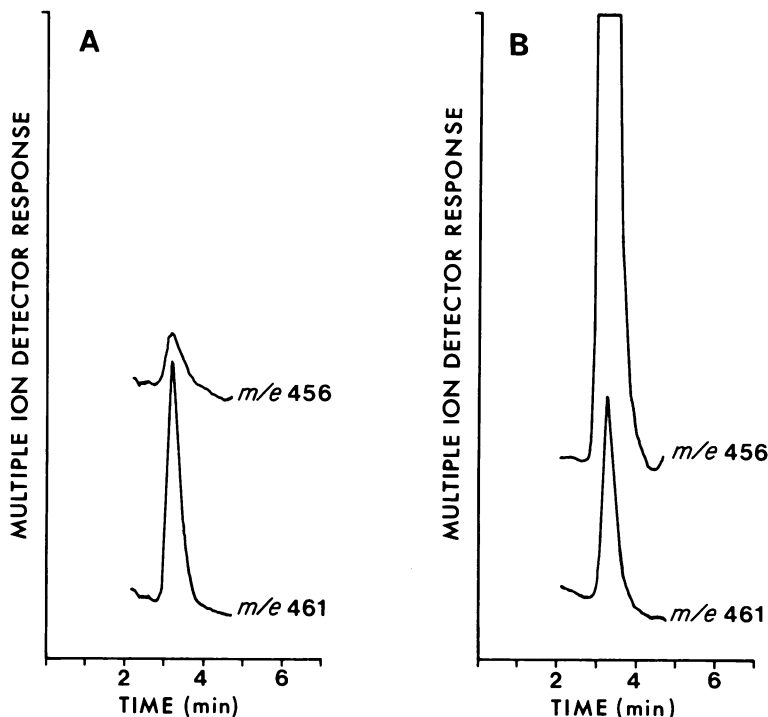 A
MULTIPLE ION DETECTOR RESPONSE
m/e 456
m/e 461
2 4 6
TIME (min)
B
MULTIPLE ION DETECTOR RESPONSE
m/e 456
m/e 461
2 4 6
TIME (min)